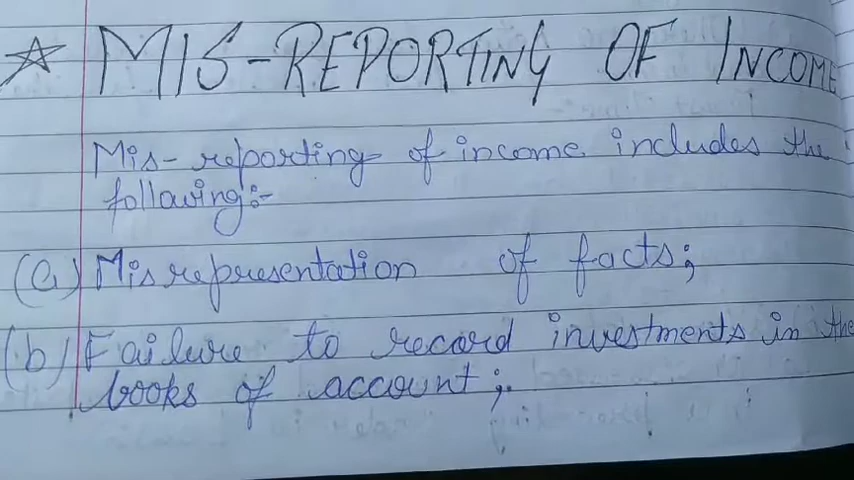 ☆ MIS-REPORTING OF INCOME
Mis-reporting of income includes the
following:-
(a) Misrepresentation of facts;
(b) Failure to record investments in the
books of account;